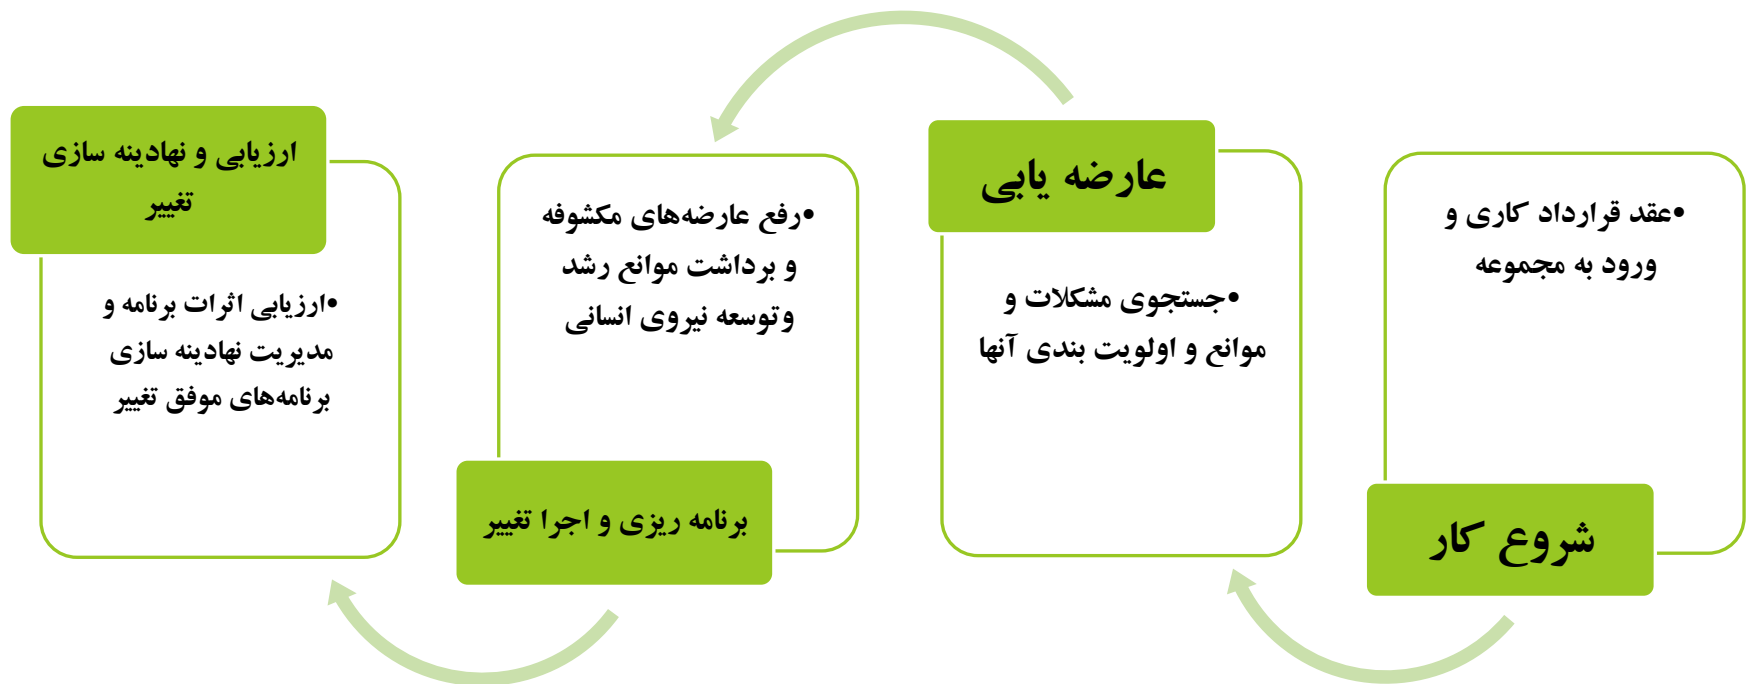 •عقد قرارداد کاری و
ورود به مجموعه
شروع کار
عارضه یابی
•جستجوی مشکلات و
موانع و اولویت بندی آنها
•رفع عارضه‌های مکشوفه
و برداشت موانع رشد
وتوسعه نیروی انسانی
برنامه ریزی و اجرا تغییر
ارزیابی و نهادینه سازی
تغییر
•ارزیابی اثرات برنامه و
مدیریت نهادینه سازی
برنامه‌های موفق تغییر